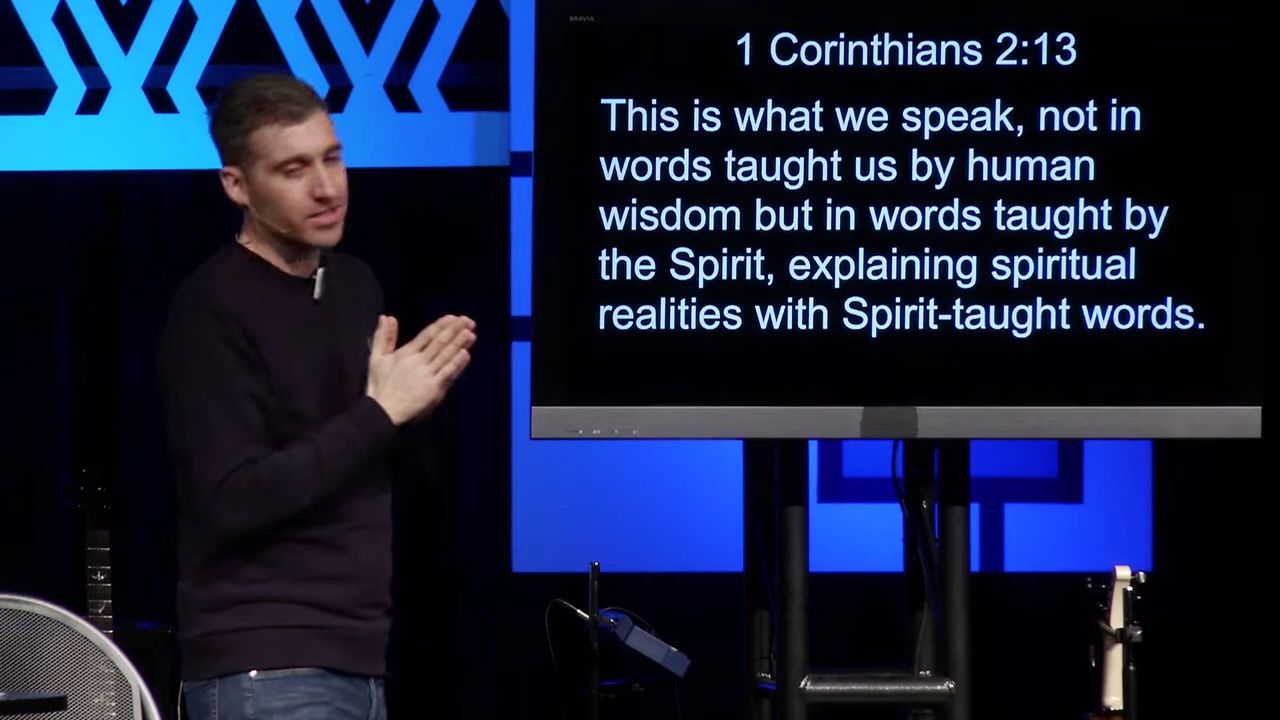 BRAVIA
1 Corinthians 2:13
This is what we speak, not in
words taught us by human
wisdom but in words taught by
the Spirit, explaining spiritual
realities with Spirit-taught words.